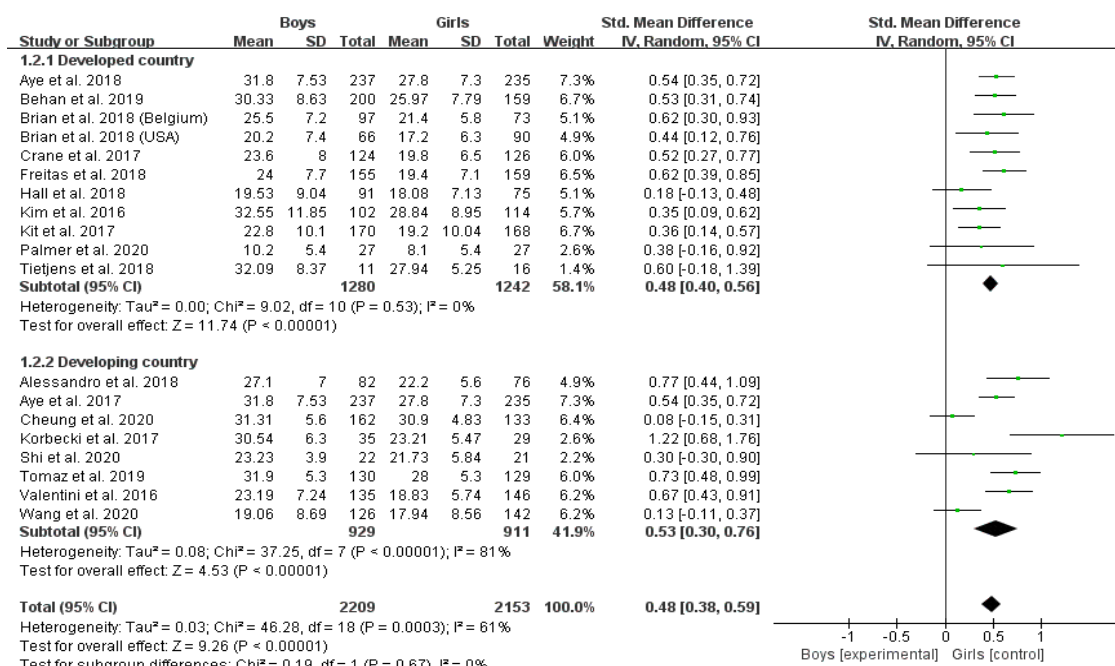 Boys Girls Std. Mean Difference Std. Mean Difference
Study or Subgroup Mean SD Total Mean SD Total Weight IV, Random, 95% CI IV, Random, 95% CI
1.2.1 Developed country
Aye et al. 2018 31.8 7.53 237 27.8 7.3 235 7.3% 0.54 [0.35, 0.72]
Behan et al. 2019 30.33 8.63 200 25.97 7.79 159 6.7% 0.53 [0.31, 0.74]
Brian et al. 2018 (Belgium) 25.5 7.2 97 21.4 5.8 73 5.0% 0.62 [0.30, 0.93]
Brian et al. 2018 (USA) 20.2 7.4 66 17.2 6.3 90 4.9% 0.44 [0.12, 0.76]
Crane et al. 2017 23.6 8 124 19.8 6.5 126 6.0% 0.52 [0.27, 0.77]
Freitas et al. 2018 24 7.7 155 19.4 7.1 159 6.4% 0.62 [0.39, 0.85]
Hall et al. 2018 19.53 9.04 91 18.08 7.13 75 5.1% 0.18 [-0.13, 0.48]
Kim et al. 2016 32.55 11.85 102 28.84 8.95 114 5.7% 0.35 [0.09, 0.62]
Kit et al. 2017 22.8 10.1 170 19.2 10.04 168 6.6% 0.36 [0.14, 0.57]
Palmer et al. 2020 10.2 5.4 27 8.1 5.4 27 2.6% 0.38 [-0.16, 0.92]
Tietjens et al. 2018 32.09 8.37 11 27.94 5.25 16 1.4% 0.60 [-0.18, 1.39]
Subtotal (95% CI) 1280 1242 58.1% 0.48 [0.40, 0.56]
Heterogeneity: Tau² = 0.00; Chi² = 9.02, df = 10 (P = 0.53); I² = 0%
Test for overall effect: Z = 11.74 (P < 0.00001)
1.2.2 Developing country
Alessandro et al. 2018 27.1 7 82 22.2 5.6 76 4.9% 0.77 [0.44, 1.09]
Aye et al. 2017 31.8 7.53 237 27.8 7.3 235 7.3% 0.54 [0.35, 0.72]
Cheung et al. 2020 31.31 5.6 162 30.9 4.83 133 6.4% 0.08 [-0.15, 0.31]
Korbecki et al. 2017 30.54 6.3 35 23.21 5.47 29 2.6% 1.22 [0.68, 1.76]
Shi et al. 2020 23.23 3.9 22 21.73 5.84 21 2.2% 0.30 [-0.30, 0.90]
Tomaz et al. 2019 31.9 5.3 130 28 5.3 129 6.0% 0.73 [0.48, 0.99]
Valentini et al. 2016 23.19 7.24 135 18.83 5.74 146 6.2% 0.67 [0.43, 0.91]
Wang et al. 2020 19.06 8.69 126 17.94 8.56 142 6.2% 0.13 [-0.11, 0.37]
Subtotal (95% CI) 929 911 41.9% 0.53 [0.30, 0.76]
Heterogeneity: Tau² = 0.08; Chi² = 37.25, df = 7 (P < 0.00001); I² = 81%
Test for overall effect: Z = 4.53 (P < 0.00001)
Total (95% CI) 2209 2153 100.0% 0.48 [0.38, 0.59]
Heterogeneity: Tau² = 0.03; Chi² = 46.28, df = 18 (P = 0.0003); I² = 61%
Test for overall effect: Z = 9.26 (P < 0.00001)
Test for subgroup differences: Chi² = 0.19, df = 1 (P = 0.67), I² = 0%
-1 -0.5 0 0.5 1
Boys [experimental] Girls [control]